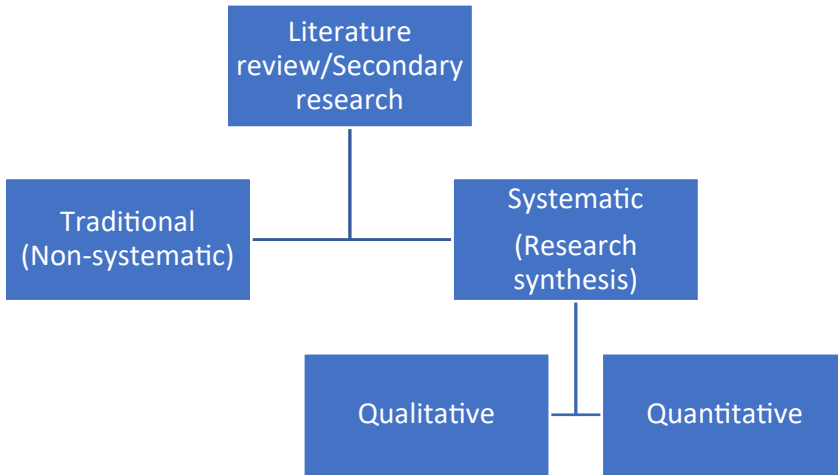 Literature
review/Secondary
research
Traditional
(Non-systematic)
Systematic
(Research
synthesis)
Qualitative
Quantitative